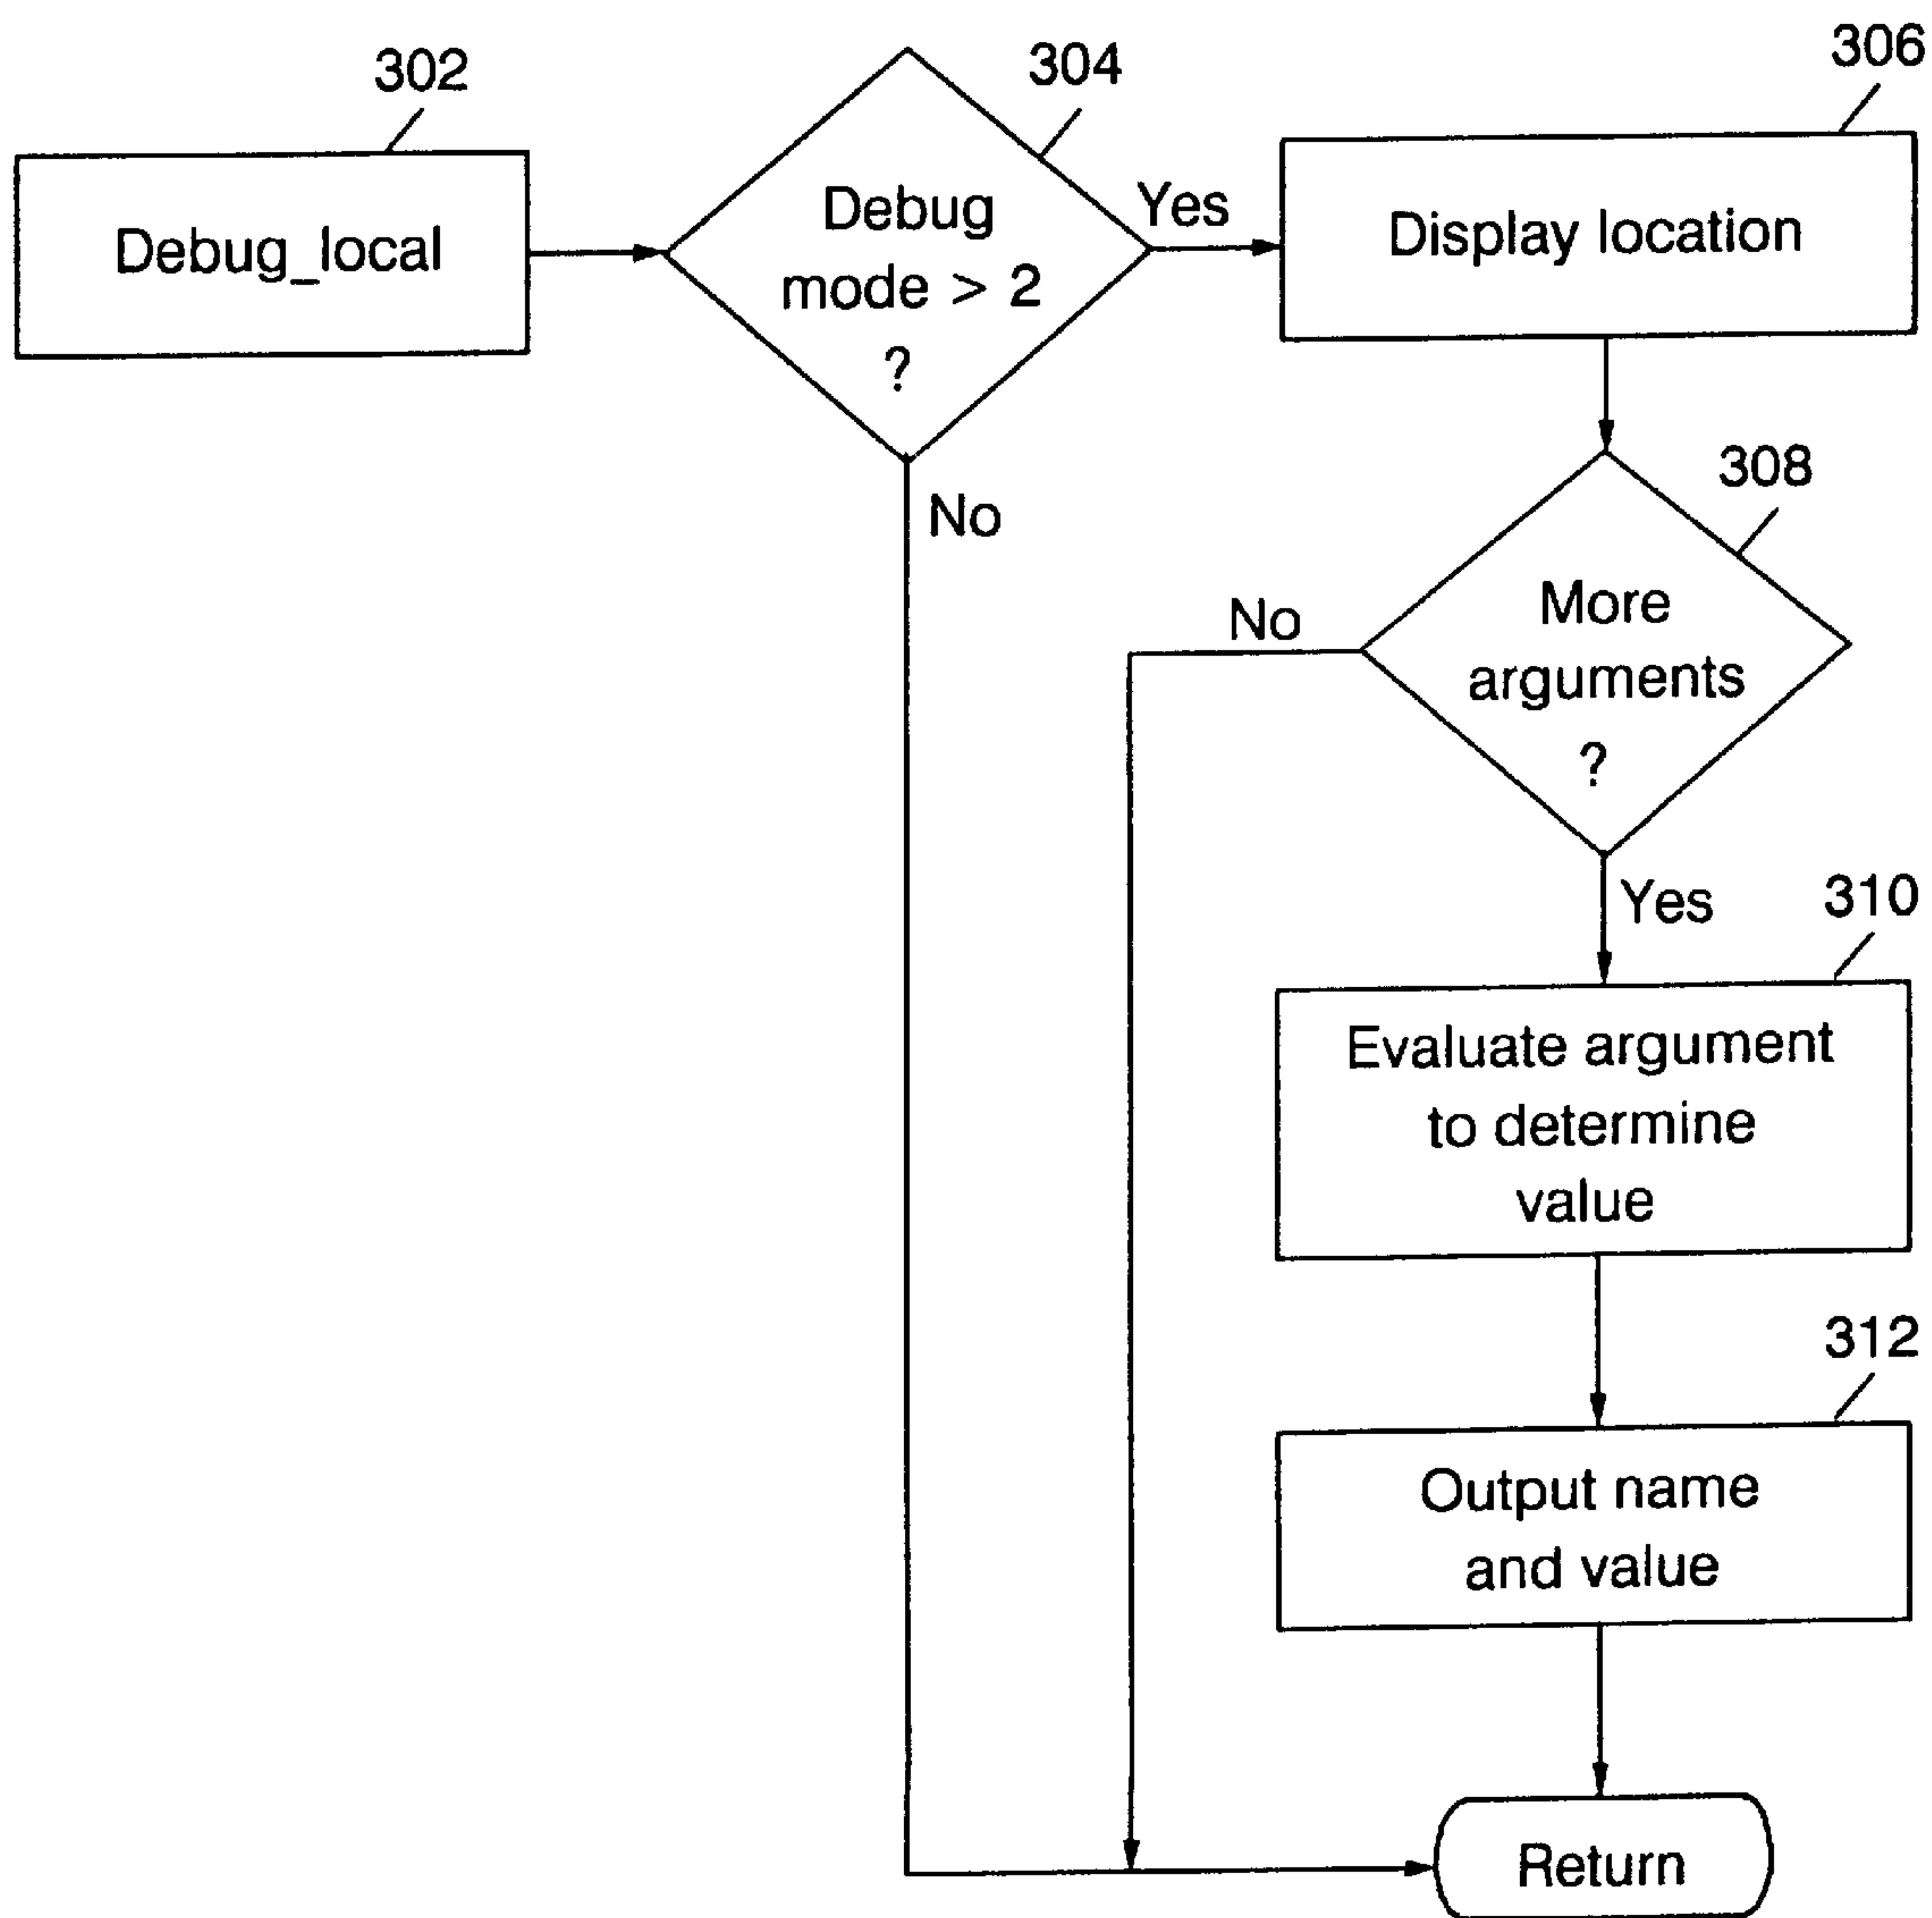 302
Debug_local
304
Debug
mode > 2
?
Yes
No
306
Display location
308
More
arguments
?
No
Yes
310
Evaluate argument
to determine
value
312
Output name
and value
Return